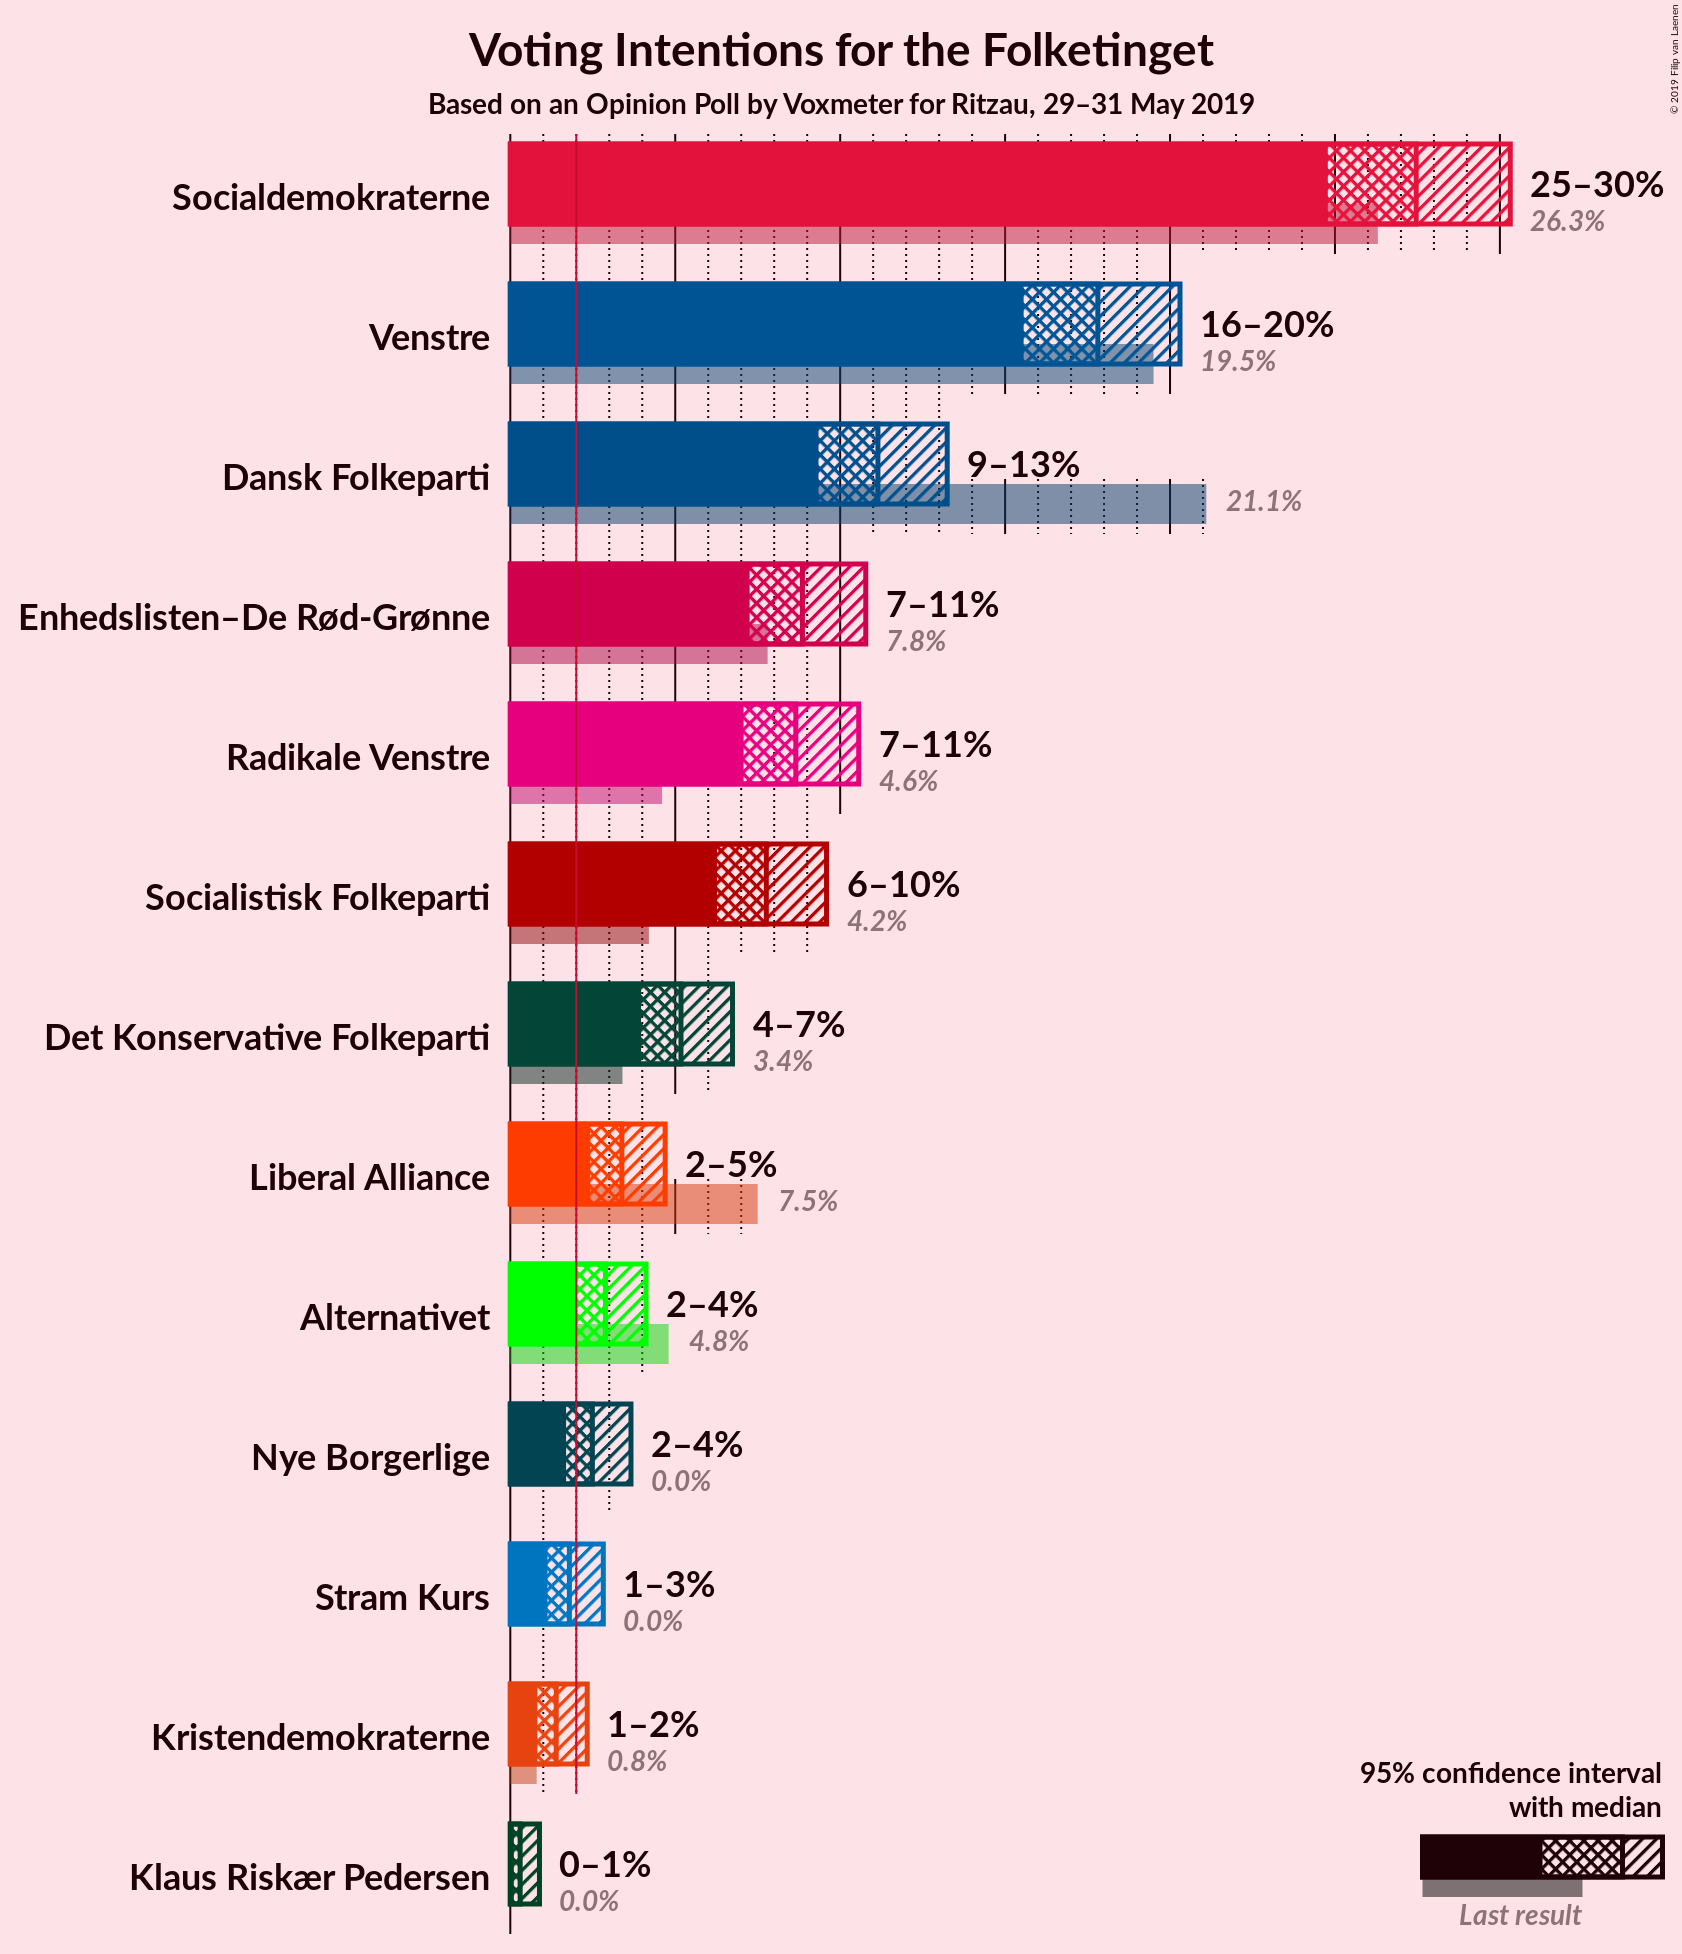 © 2019 Filip van Laenen
Voting Intentions for the Folketinget
Based on an Opinion Poll by Voxmeter for Ritzau, 29–31 May 2019
Socialdemokraterne
25–30%
26.3%
Venstre
16–20%
19.5%
Dansk Folkeparti
9–13%
21.1%
Enhedslisten–De Rød-Grønne
7–11%
7.8%
Radikale Venstre
7–11%
4.6%
Socialistisk Folkeparti
6–10%
4.2%
Det Konservative Folkeparti
4–7%
3.4%
Liberal Alliance
2–5%
7.5%
Alternativet
2–4%
4.8%
Nye Borgerlige
2–4%
0.0%
Stram Kurs
1–3%
0.0%
Kristendemokraterne
1–2%
0.8%
Klaus Riskær Pedersen
0–1%
0.0%
95% confidence interval
with median
Last result